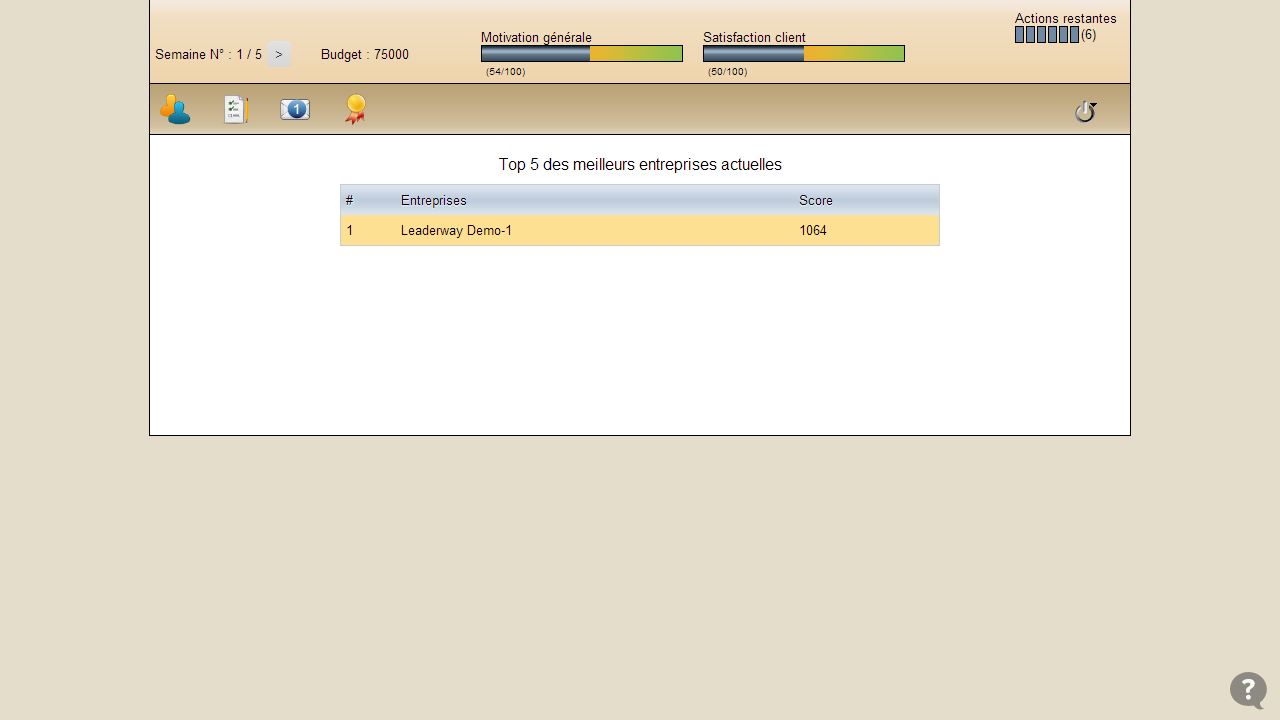 Actions restantes
(6)
Motivation générale
Satisfaction client
Semaine N° : 1 / 5 >
Budget : 75000
(54/100)
(50/100)
1
Top 5 des meilleurs entreprises actuelles
# Entreprises Score
1 Leaderway Demo-1 1064
?